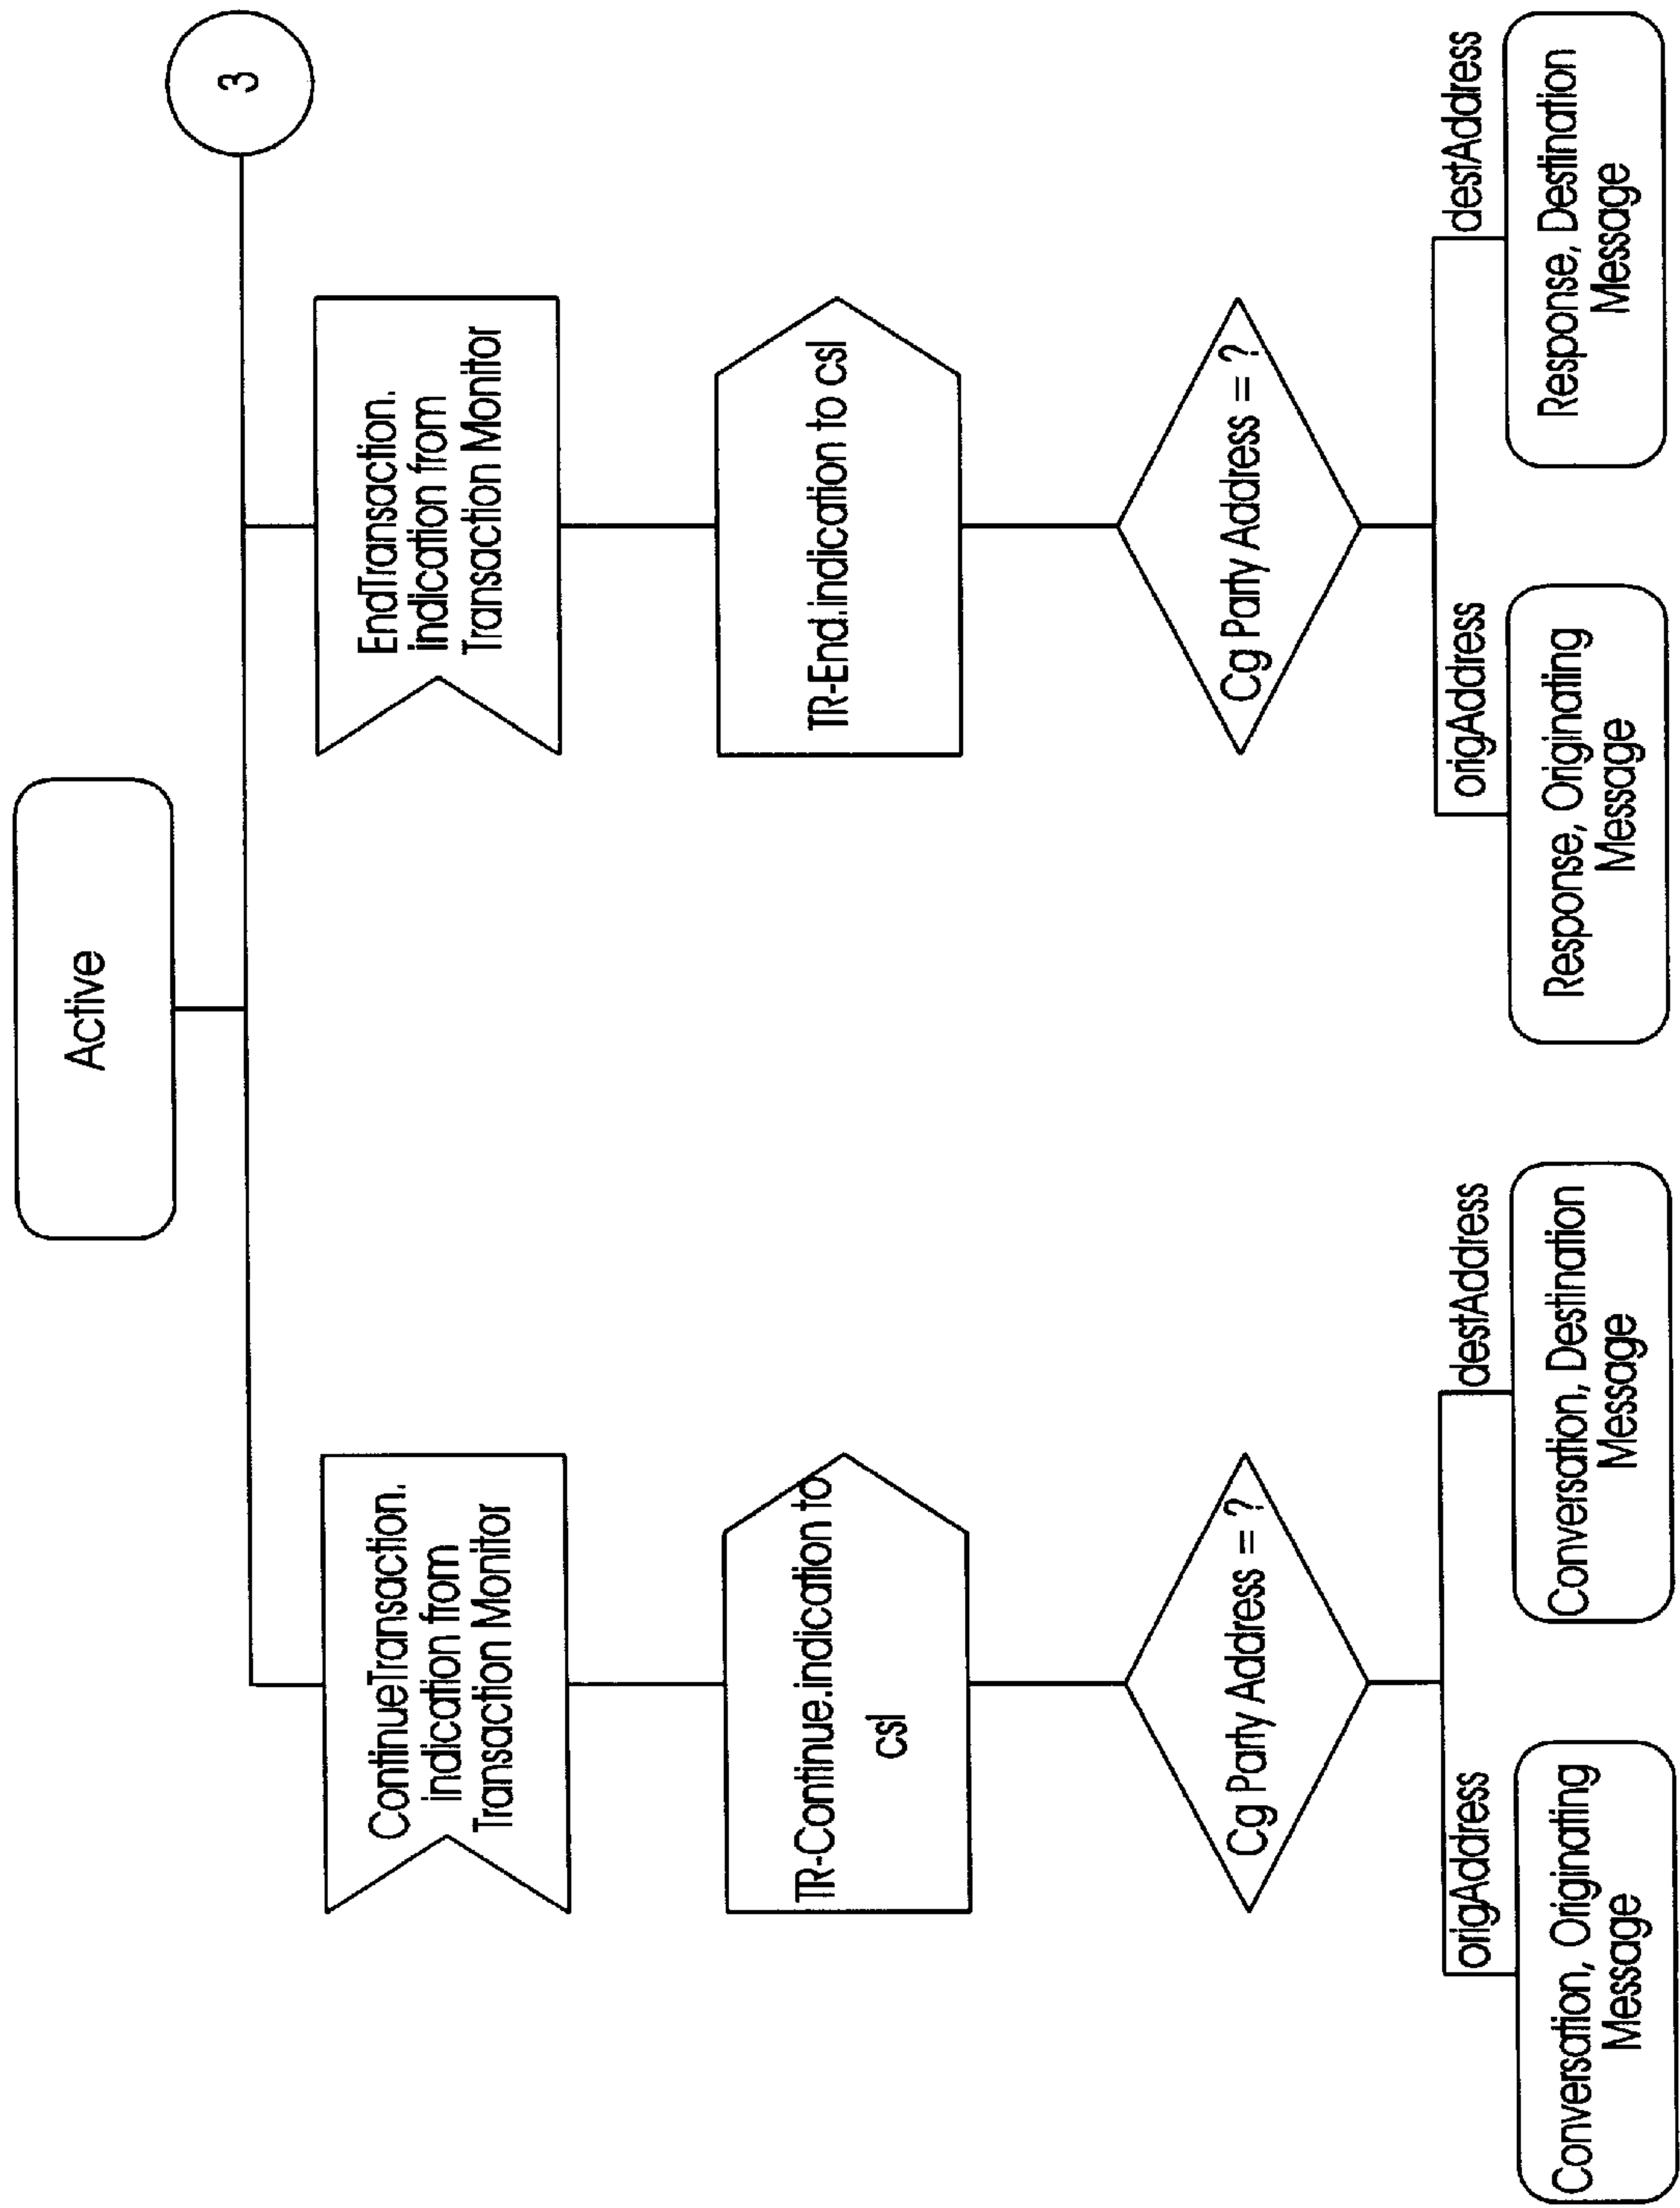 Active
3
ContinueTransaction.
indication from
Transaction Monitor
TR-Continue.indication to
csl
Cg Party Address = ?
origAddress
destAddress
Conversation, Originating
Message
Conversation, Destination
Message
EndTransaction.
indication from
Transaction Monitor
TR-End.indication to csl
Cg Party Address = ?
origAddress
destAddress
Response, Originating
Message
Response, Destination
Message